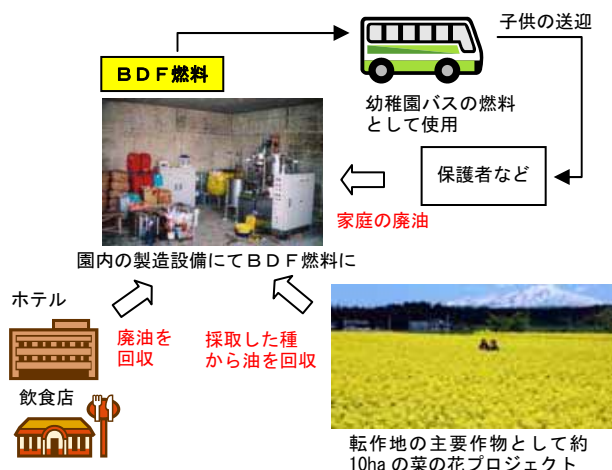 子供の送迎
BDF燃料
幼稚園バスの燃料
として使用
保護者など
家庭の廃油
園内の製造設備にてBDF燃料に
ホテル
廃油を
回収
採取した種
から油を回収
飲食店
転作地の主要作物として約
10ha の菜の花プロジェクト